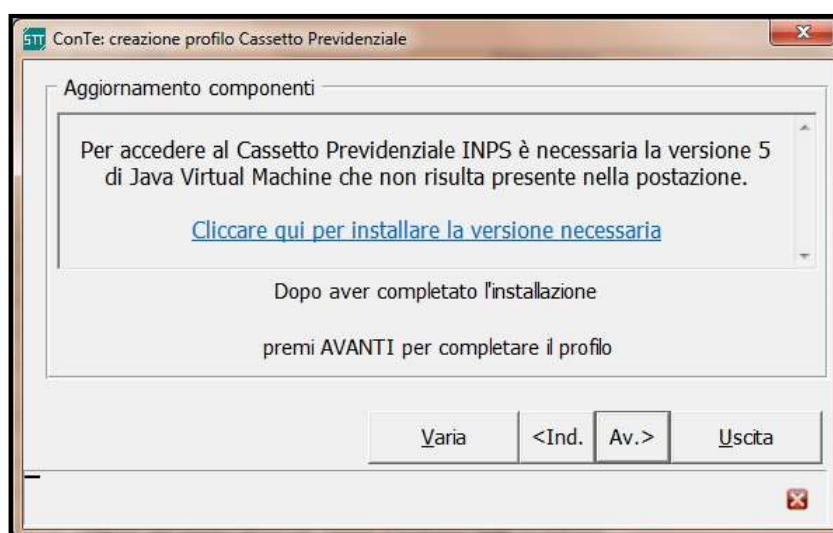 STT ConTe: creazione profilo Cassetto Previdenziale
Aggiornamento componenti
Per accedere al Cassetto Previdenziale INPS è necessaria la versione 5
di Java Virtual Machine che non risulta presente nella postazione.
Cliccare qui per installare la versione necessaria
Dopo aver completato l'installazione
premi AVANTI per completare il profilo
Varia <Ind. Av.> Uscita